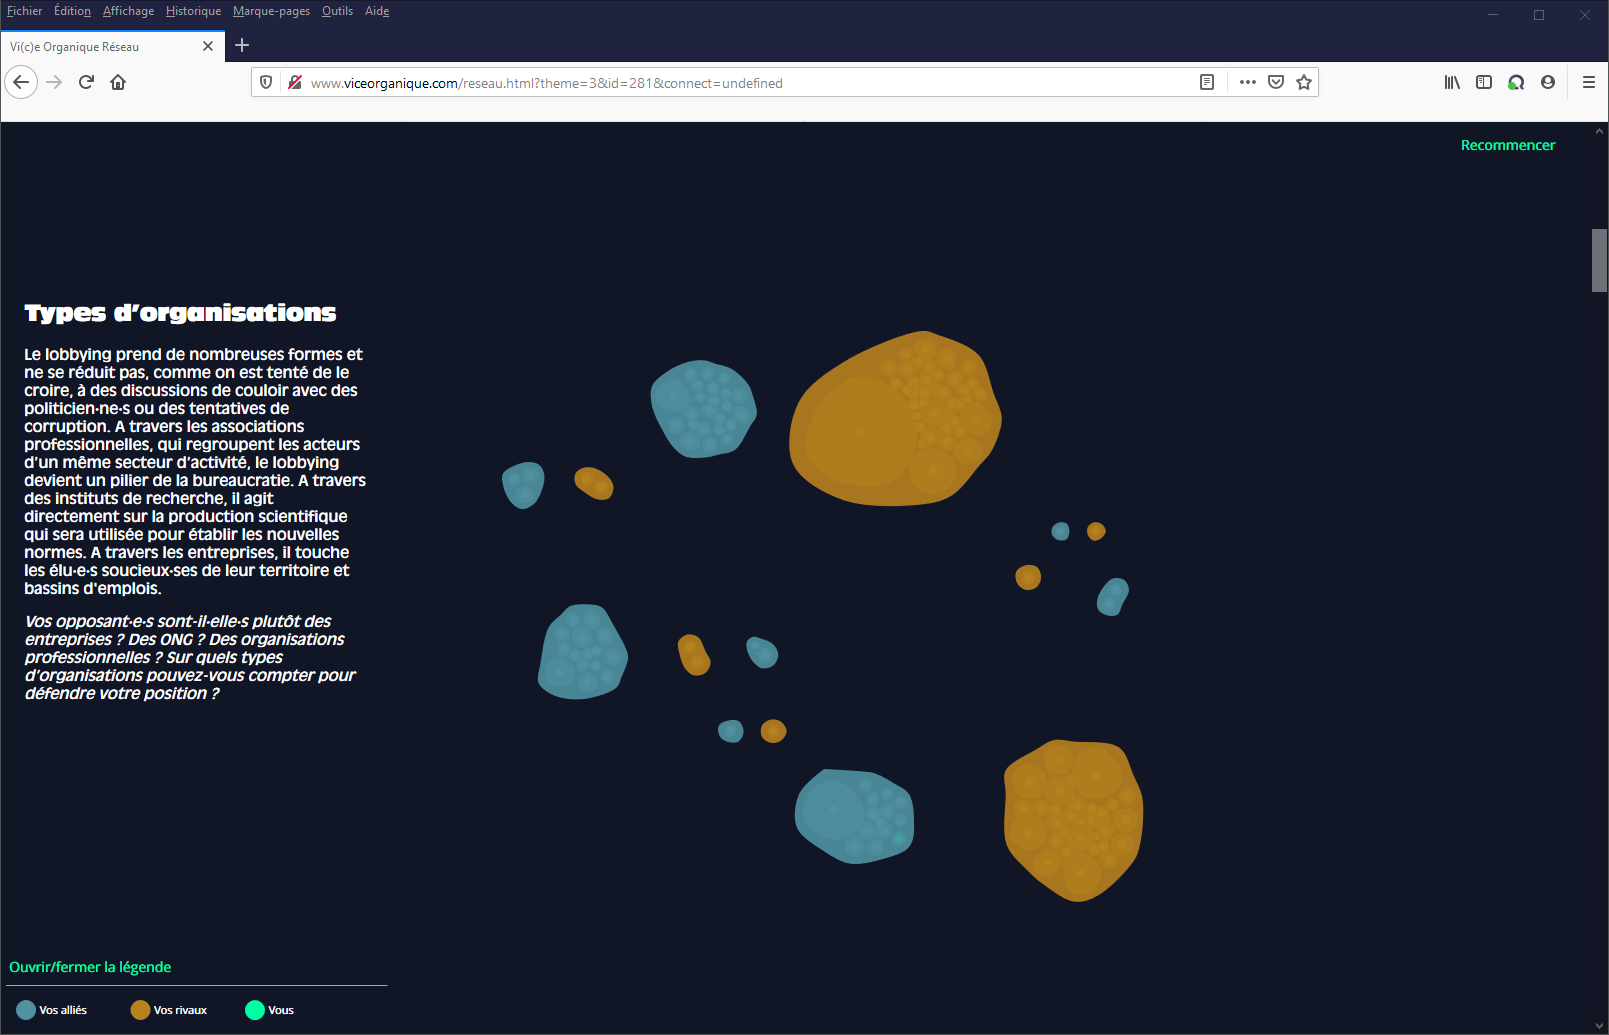 Fichier Édition Affichage Historique Marque-pages Outils Aide
Vi(c)e Organique Réseau
www.viceorganique.com/reseau.html?theme=3&id=281&connect=undefined
Recommencer
Types d'organisations
Le lobbying prend de nombreuses formes et
ne se réduit pas, comme on est tenté de le
croire, à des discussions de couloir avec des
politicien·ne·s ou des tentatives de
corruption. A travers les associations
professionnelles, qui regroupent les acteurs
d'un même secteur d'activité, le lobbying
devient un pilier de la bureaucratie. A travers
des instituts de recherche, il agit
directement sur la production scientifique
qui sera utilisée pour établir les nouvelles
normes. A travers les entreprises, il touche
les élu·e·s soucieux·ses de leur territoire et
bassins d'emplois.
Vos opposant·e·s sont-il·elle·s plutôt des
entreprises ? Des ONG ? Des organisations
professionnelles ? Sur quels types
d'organisations pouvez-vous compter pour
défendre votre position ?
Ouvrir/fermer la légende
Vos alliés Vos rivaux Vous